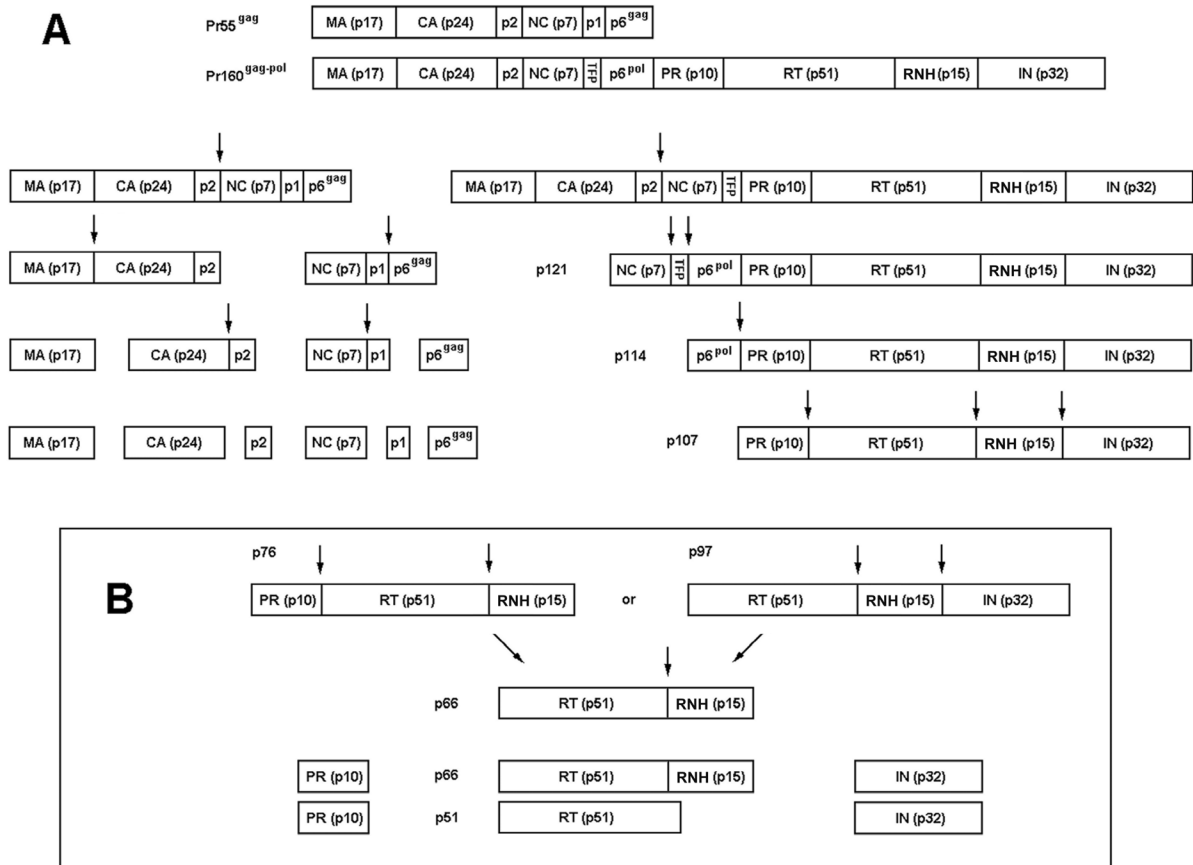 A
Pr55gag MA (p17) CA (p24) p2 NC (p7) p1 p6gag
Pr160gag-pol MA (p17) CA (p24) p2 NC (p7) TFP p6pol PR (p10) RT (p51) RNH (p15) IN (p32)
MA (p17) CA (p24) p2 NC (p7) p1 p6gag MA (p17) CA (p24) p2 NC (p7) TFP PR (p10) RT (p51) RNH (p15) IN (p32)
MA (p17) CA (p24) p2 NC (p7) p1 p6gag p121 NC (p7) TFP p6pol PR (p10) RT (p51) RNH (p15) IN (p32)
MA (p17) CA (p24) p2 NC (p7) p1 p6gag p114 p6pol PR (p10) RT (p51) RNH (p15) IN (p32)
MA (p17) CA (p24) p2 NC (p7) p1 p6gag p107 PR (p10) RT (p51) RNH (p15) IN (p32)
B
p76 p97
PR (p10) RT (p51) RNH (p15) or RT (p51) RNH (p15) IN (p32)
p66 RT (p51) RNH (p15)
PR (p10) p66 RT (p51) RNH (p15) IN (p32)
PR (p10) p51 RT (p51) IN (p32)